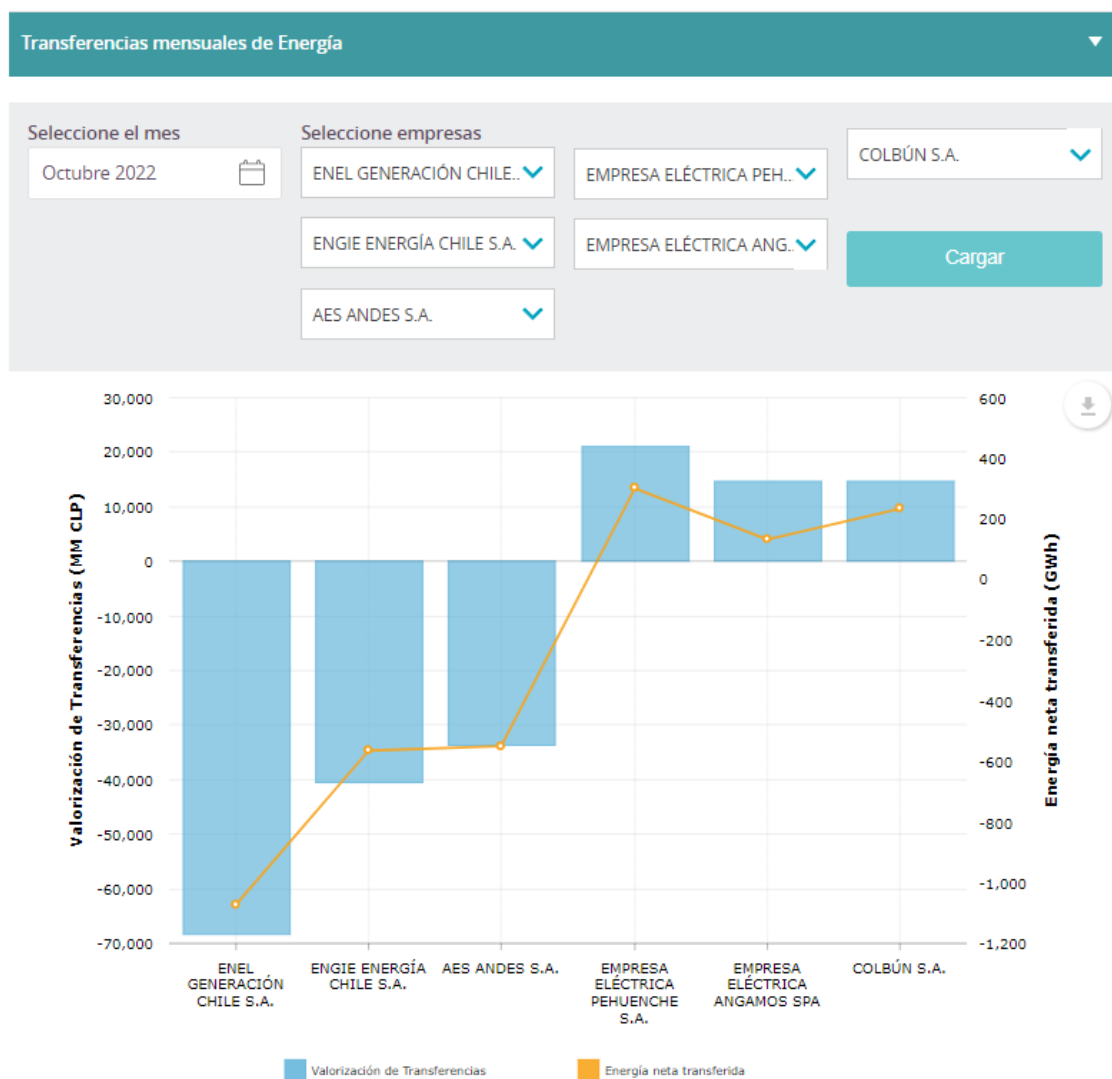 Transferencias mensuales de Energía
Seleccione el mes
Octubre 2022
Seleccione empresas
ENEL GENERACIÓN CHILE..
ENGIE ENERGÍA CHILE S.A.
AES ANDES S.A.
EMPRESA ELÉCTRICA PEH..
EMPRESA ELÉCTRICA ANG..
COLBÚN S.A.
Cargar
Valorización de Transferencias (MM CLP)
30,000
20,000
10,000
0
-10,000
-20,000
-30,000
-40,000
-50,000
-60,000
-70,000
600
400
200
0
-200
-400
-600
-800
-1,000
-1,200
Energía neta transferida (GWh)
ENEL
GENERACIÓN
CHILE S.A.
ENGIE ENERGÍA
CHILE S.A.
AES ANDES S.A.
EMPRESA
ELÉCTRICA
PEHUENCHE
S.A.
EMPRESA
ELÉCTRICA
ANGAMOS SPA
COLBÚN S.A.
Valorización de Transferencias
Energía neta transferida